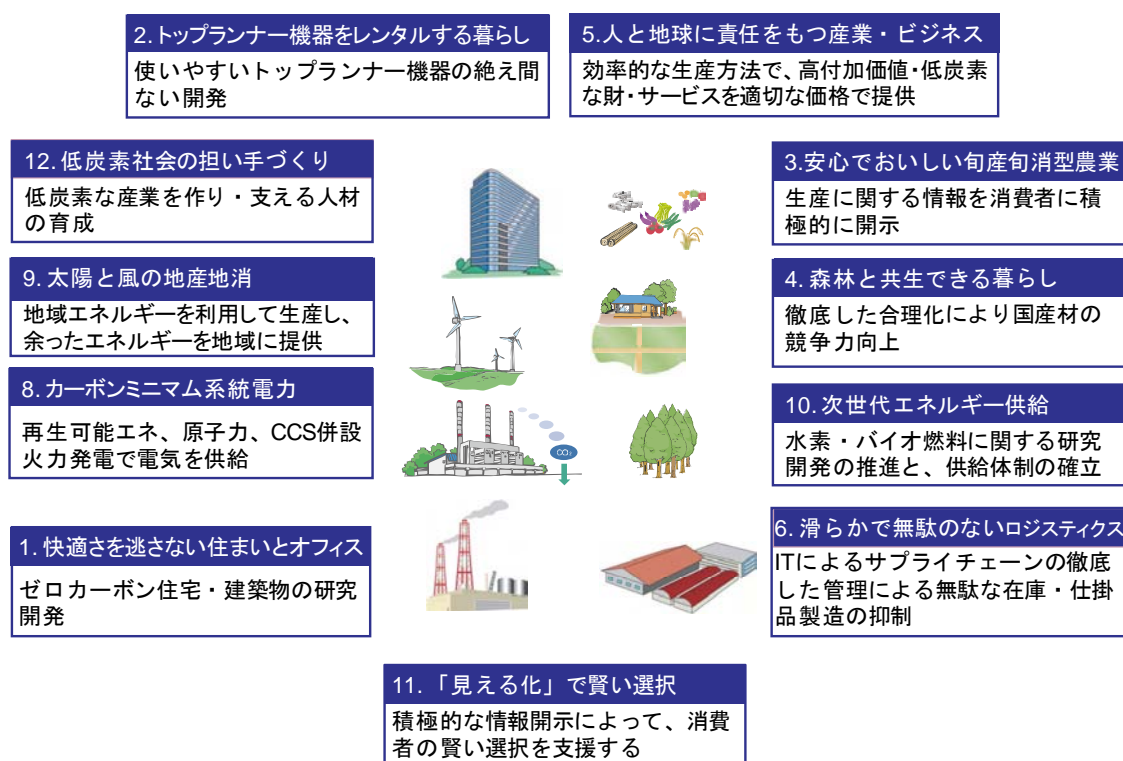 2.トップランナー機器をレンタルする暮らし
使いやすいトップランナー機器の絶え間
ない開発
5.人と地球に責任をもつ産業・ビジネス
効率的な生産方法で、高付加価値・低炭素
な財・サービスを適切な価格で提供
12.低炭素社会の担い手づくり
低炭素な産業を作り・支える人材
の育成
3.安心でおいしい旬産旬消型農業
生産に関する情報を消費者に積
極的に開示
9.太陽と風の地産地消
地域エネルギーを利用して生産し、
余ったエネルギーを地域に提供
4.森林と共生できる暮らし
徹底した合理化により国産材の
競争力向上
8.カーボンミニマム系統電力
再生可能エネ、原子力、CCS併設
火力発電で電気を供給
CO₂
10.次世代エネルギー供給
水素・バイオ燃料に関する研究
開発の推進と、供給体制の確立
1.快適さを逃さない住まいとオフィス
ゼロカーボン住宅・建築物の研究
開発
6.滑らかで無駄のないロジスティクス
ITによるサプライチェーンの徹底
した管理による無駄な在庫・仕掛
品製造の抑制
11.「見える化」で賢い選択
積極的な情報開示によって、消費
者の賢い選択を支援する